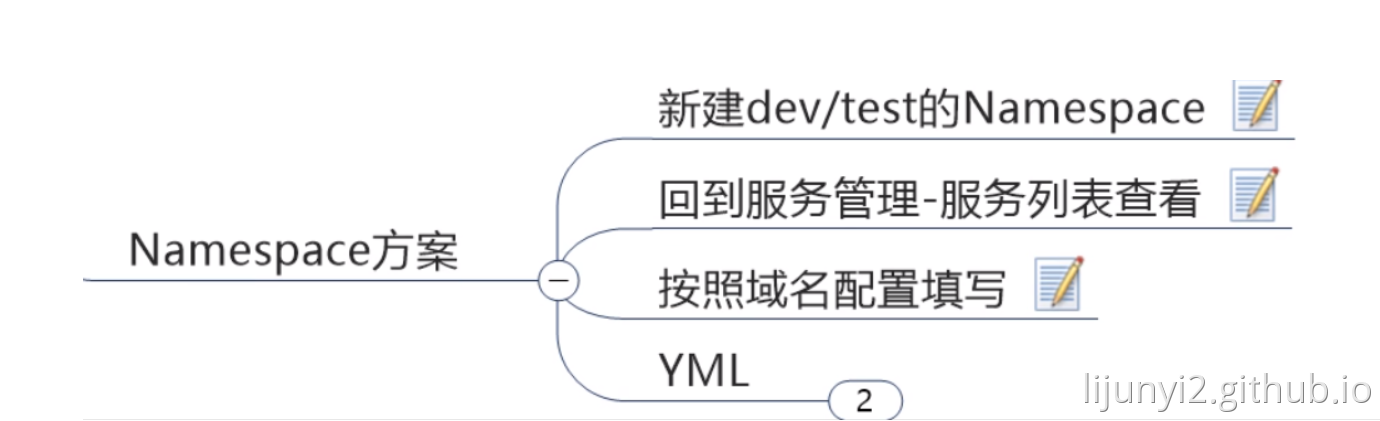 新建dev/test的Namespace
回到服务管理-服务列表查看
Namespace方案
按照域名配置填写
YML
2
lijunyi2.github.io